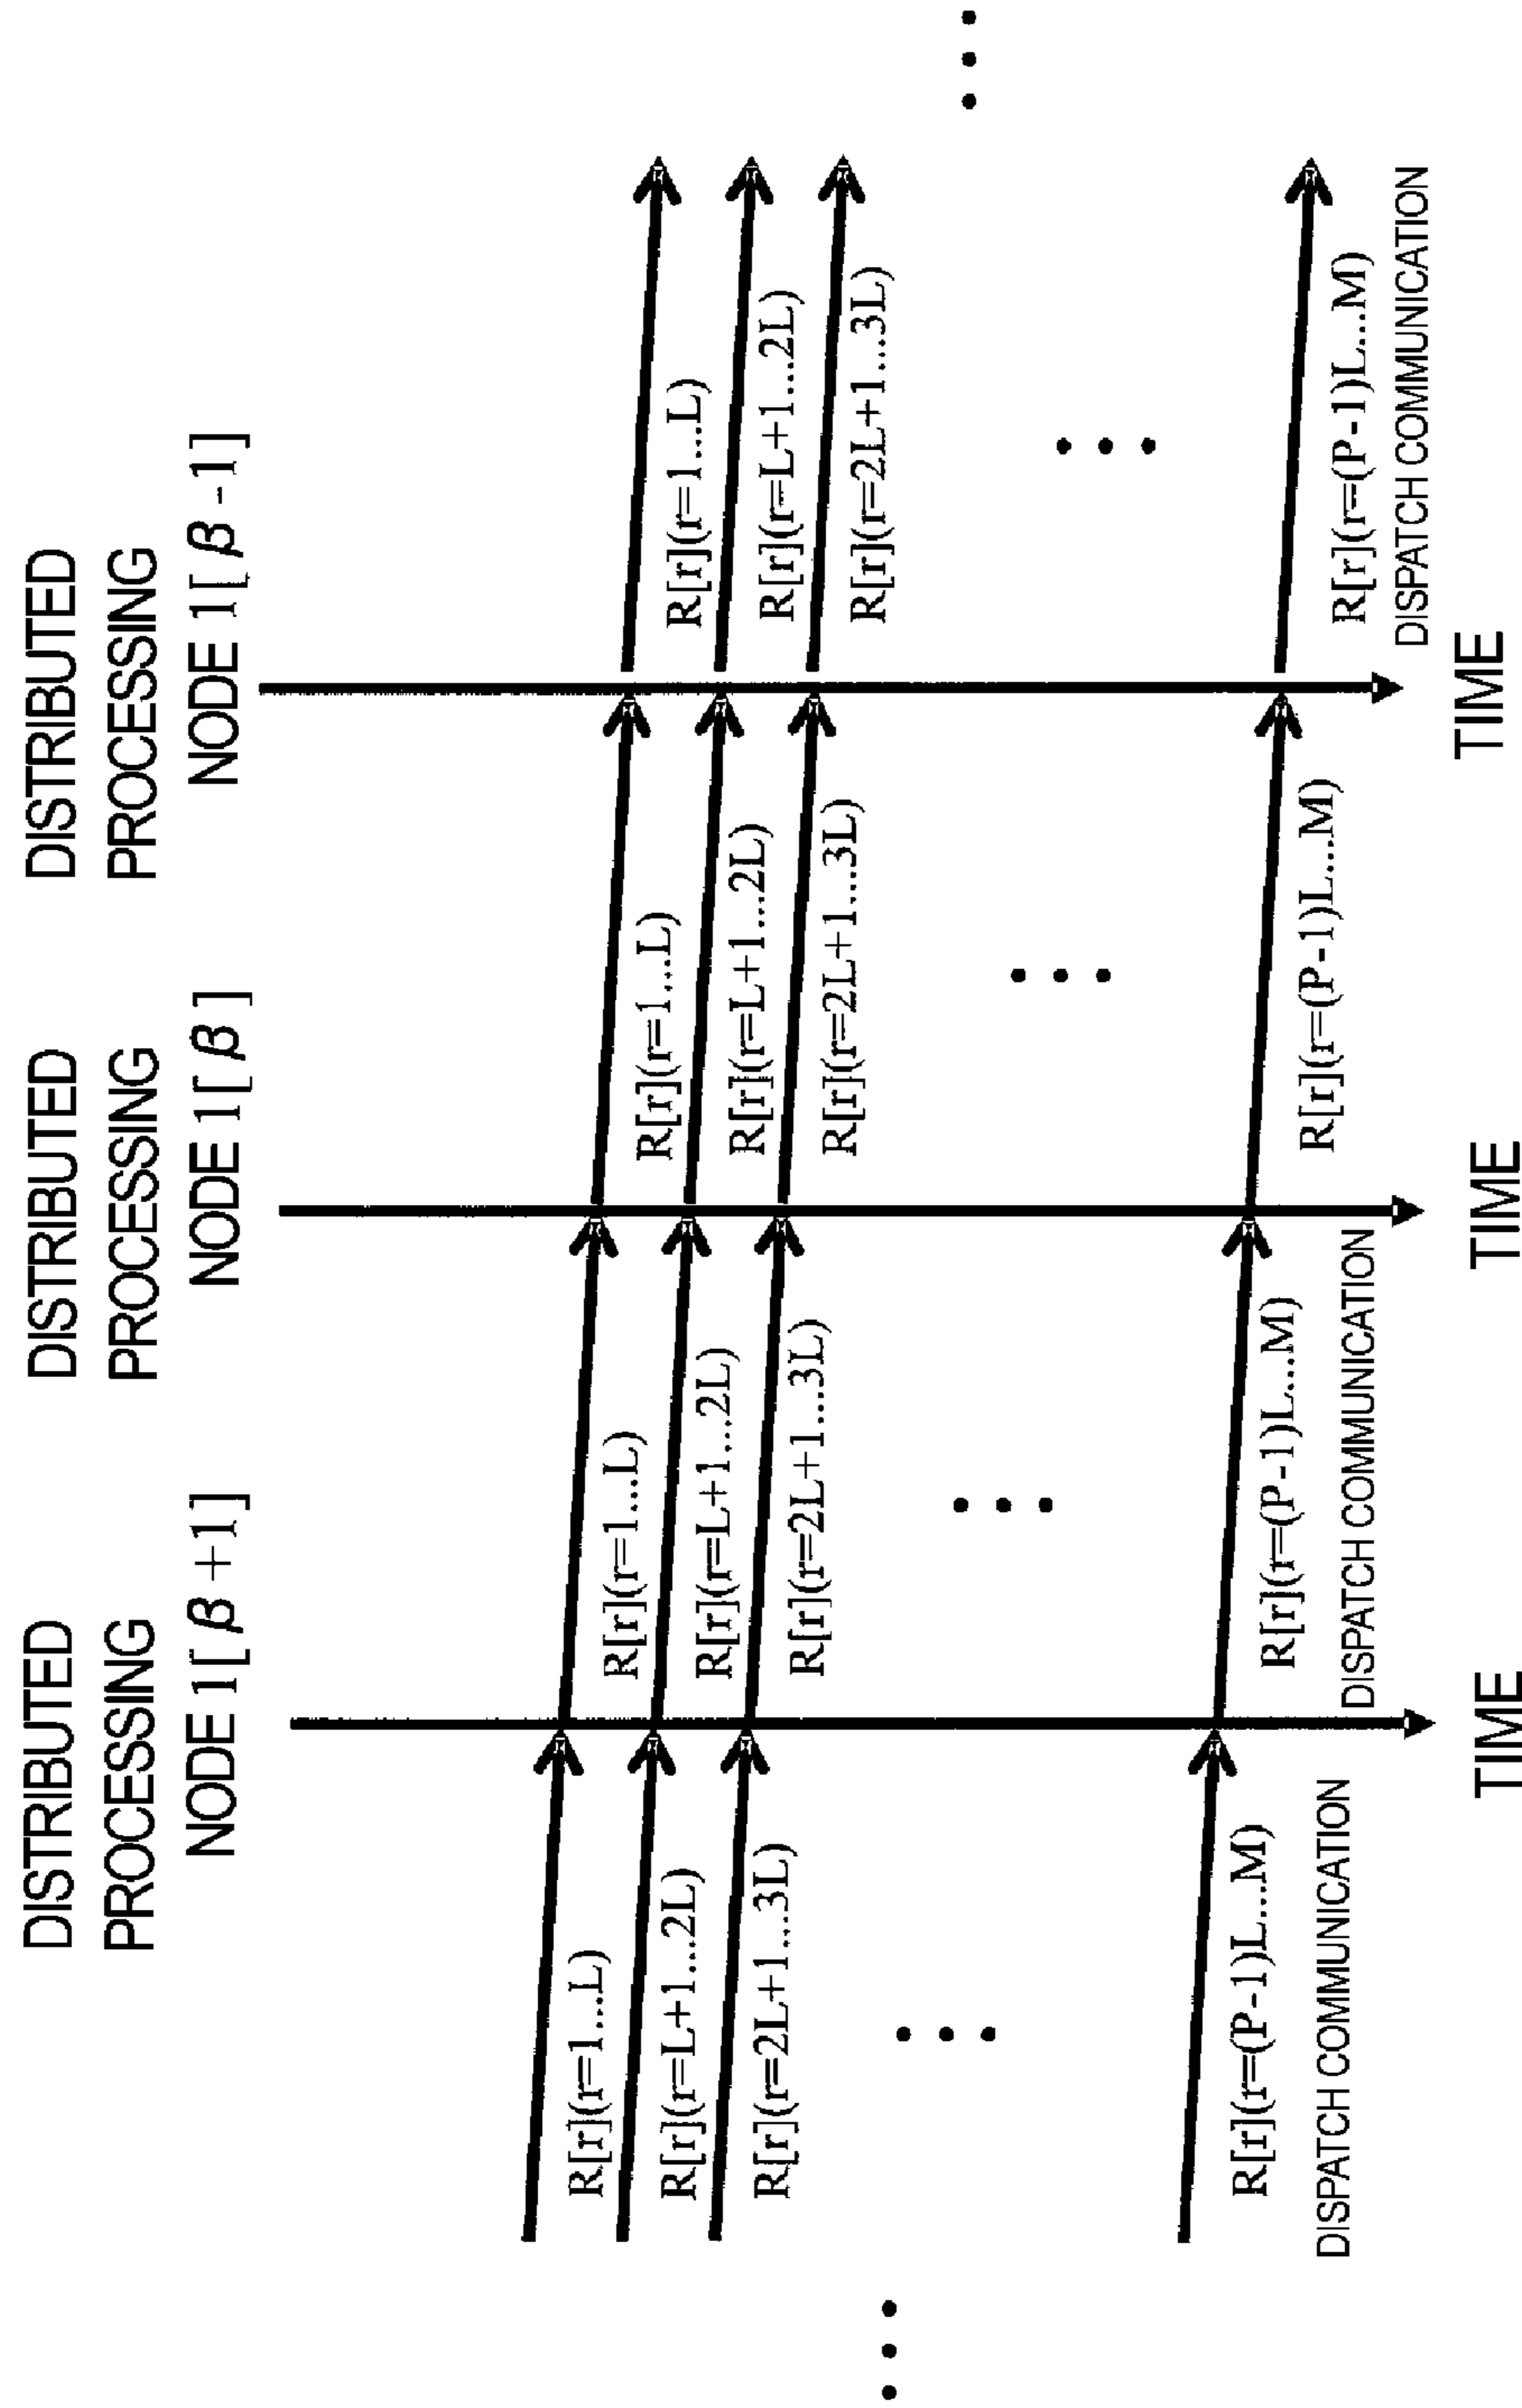 DISTRIBUTED
PROCESSING
NODE 1[β+1]
DISTRIBUTED
PROCESSING
NODE 1[β]
DISTRIBUTED
PROCESSING
NODE 1[β-1]
R[r](r=1...L)
R[r](r=L+1...2L)
R[r](r=2L+1...3L)
R[r](r=(P-1)L...M)
DISPATCH COMMUNICATION
R[r](r=1...L)
R[r](r=L+1...2L)
R[r](r=2L+1...3L)
R[r](r=(P-1)L...M)
DISPATCH COMMUNICATION
R[r](r=1...L)
R[r](r=L+1...2L)
R[r](r=2L+1...3L)
R[r](r=(P-1)L...M)
R[r](r=1...L)
R[r](r=L+1...2L)
R[r](r=2L+1...3L)
R[r](r=(P-1)L...M)
DISPATCH COMMUNICATION
TIME
TIME
TIME